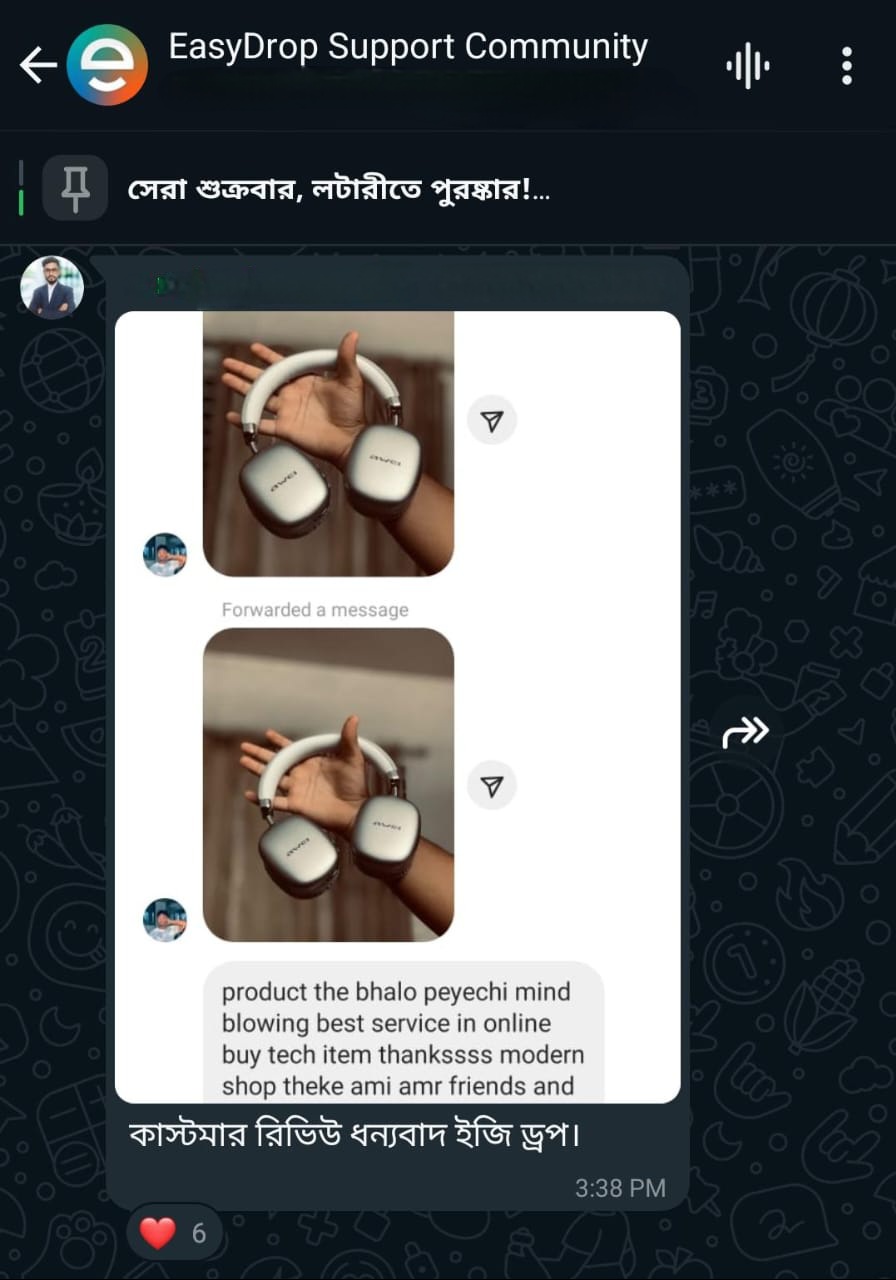 EasyDrop Support Community
সেরা শুক্রবার, লটারীতে পুরষ্কার!...
awei
awei
Forwarded a message
awei
awei
product the bhalo peyechi mind
blowing best service in online
buy tech item thankssss modern
shop theke ami amr friends and
কাস্টমার রিভিউ ধন্যবাদ ইজি ড্রপ।
3:38 PM
❤️ 6